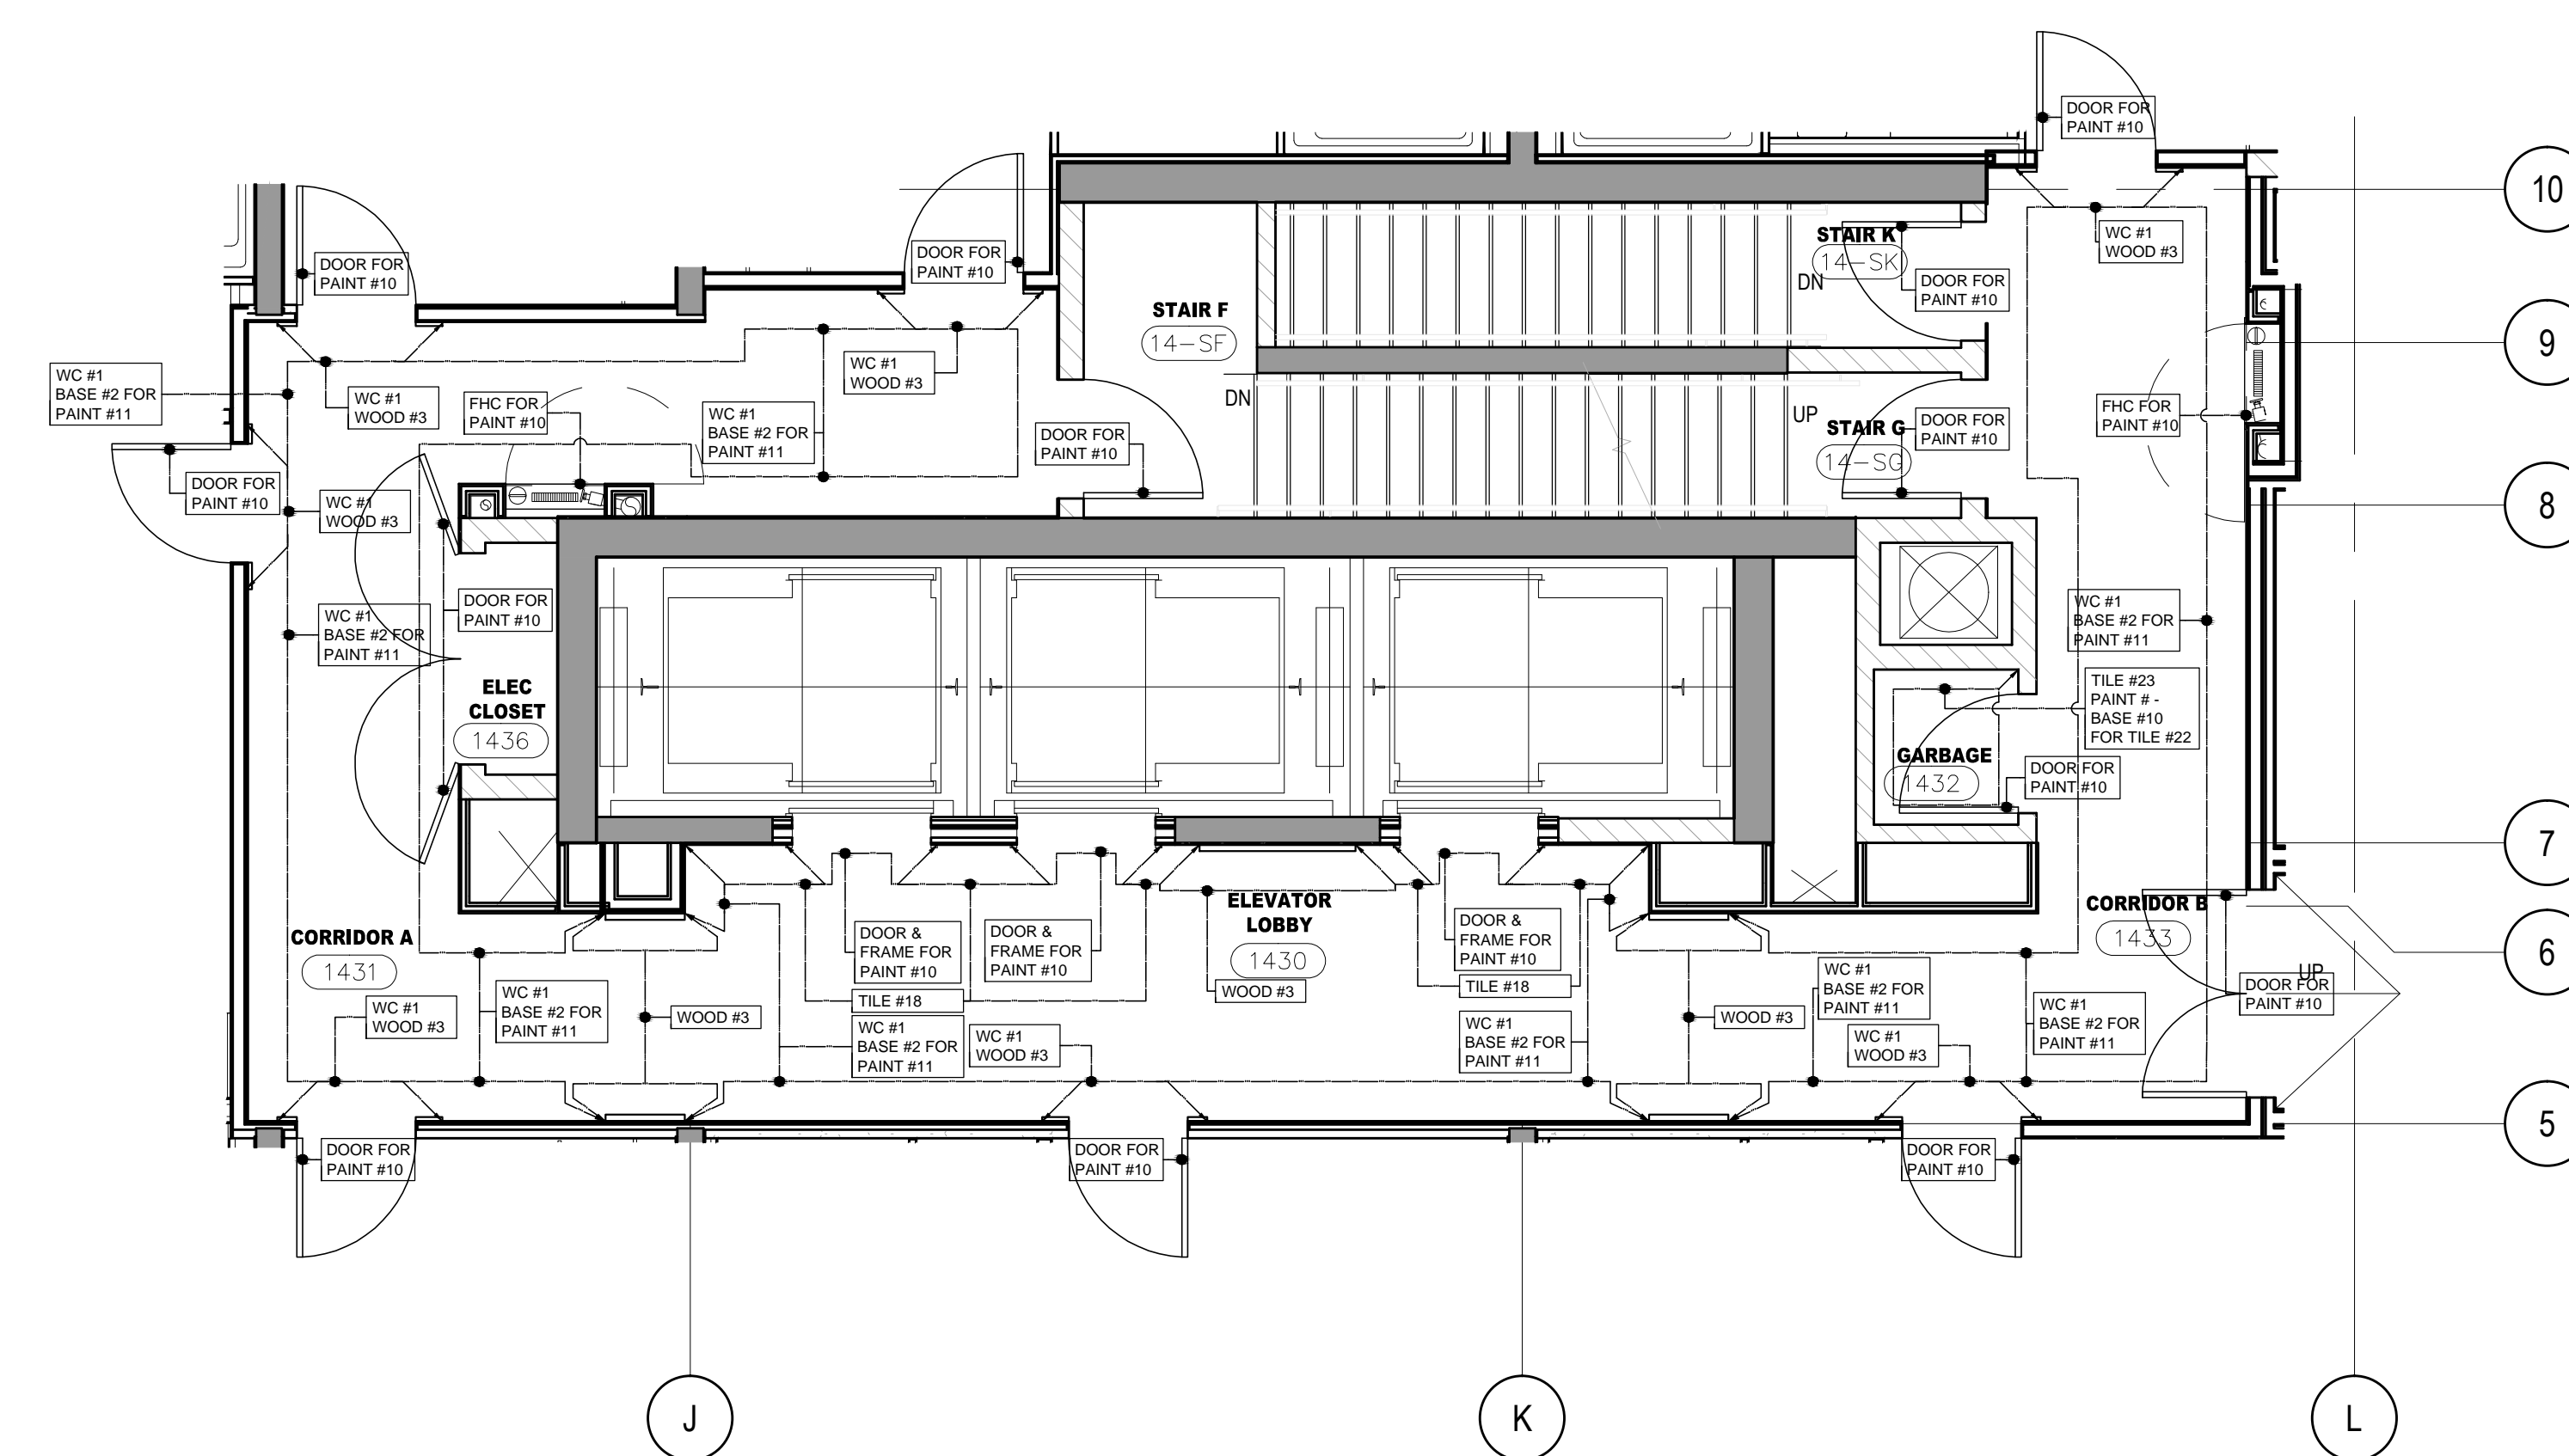 DOOR FOR
PAINT #10
10
WC #1
WOOD #3
STAIR K
14-SK
DN
DOOR FOR
PAINT #10
DOOR FOR
PAINT #10
DOOR FOR
PAINT #10
STAIR F
14-SF
9
WC #1
WOOD #3
WC #1
BASE #2 FOR
PAINT #11
WC #1
WOOD #3
FHC FOR
PAINT #10
WC #1
BASE #2 FOR
PAINT #11
DN
UP
STAIR G
14-SG
DOOR FOR
PAINT #10
FHC FOR
PAINT #10
DOOR FOR
PAINT #10
8
DOOR FOR
PAINT #10
WC #1
WOOD #3
DOOR FOR
PAINT #10
WC #1
BASE #2 FOR
PAINT #11
WC #1
BASE #2 FOR
PAINT #11
ELEC
CLOSET
1436
TILE #23
PAINT # -
BASE #10
FOR TILE #22
GARBAGE
1432
DOOR FOR
PAINT #10
7
CORRIDOR A
1431
DOOR &
FRAME FOR
PAINT #10
DOOR &
FRAME FOR
PAINT #10
ELEVATOR
LOBBY
1430
WOOD #3
DOOR &
FRAME FOR
PAINT #10
CORRIDOR B
1433
6
UP
DOOR FOR
PAINT #10
WC #1
WOOD #3
WC #1
BASE #2 FOR
PAINT #11
WOOD #3
TILE #18
WC #1
BASE #2 FOR
PAINT #11
WC #1
WOOD #3
TILE #18
WC #1
BASE #2 FOR
PAINT #11
WOOD #3
WC #1
BASE #2 FOR
PAINT #11
WC #1
WOOD #3
WC #1
BASE #2 FOR
PAINT #11
5
DOOR FOR
PAINT #10
DOOR FOR
PAINT #10
DOOR FOR
PAINT #10
J
K
L